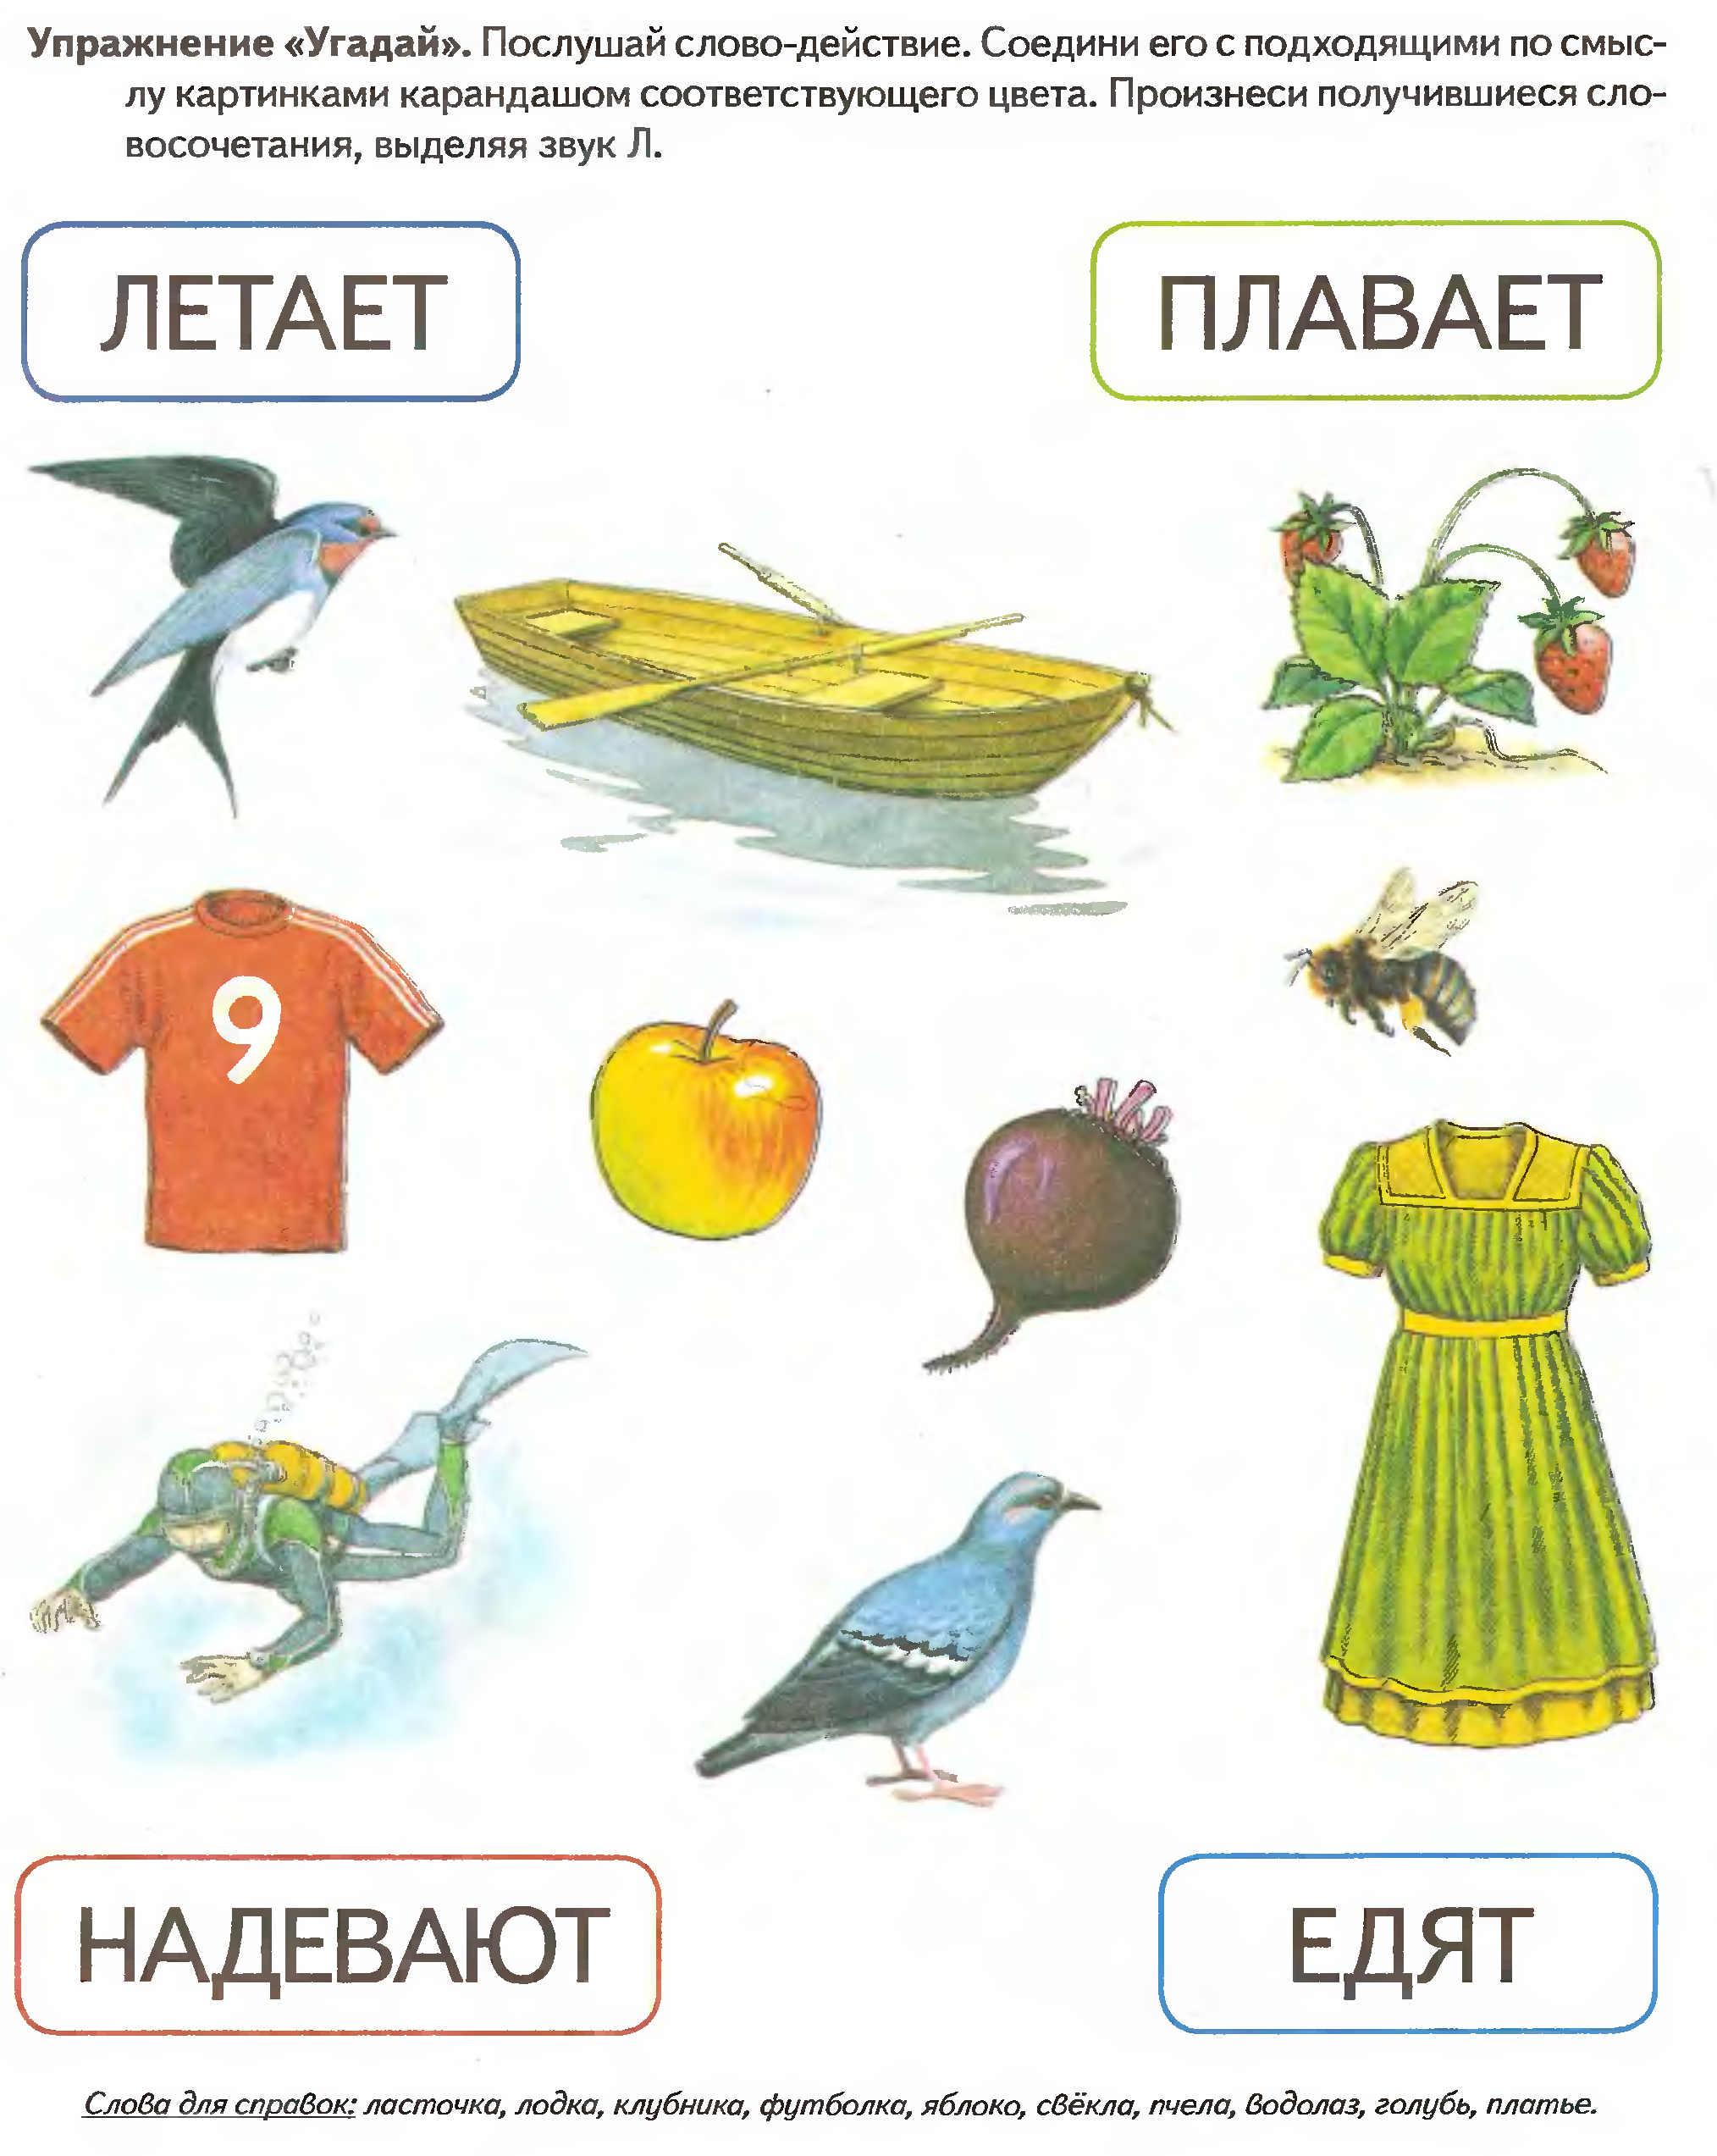 Упражнение «Угадай». Послушай слово-действие. Соедини его с подходящими по смыс-
лу картинками карандашом соответствующего цвета. Произнеси получившиеся сло-
восочетания, выделяя звук Л.
ЛЕТАЕТ
ПЛАВАЕТ
9
НАДЕВАЮТ
ЕДЯТ
Слова для справок: ласточка, лодка, клубника, футболка, яблоко, свёкла, пчела, водолаз, голубь, платье.